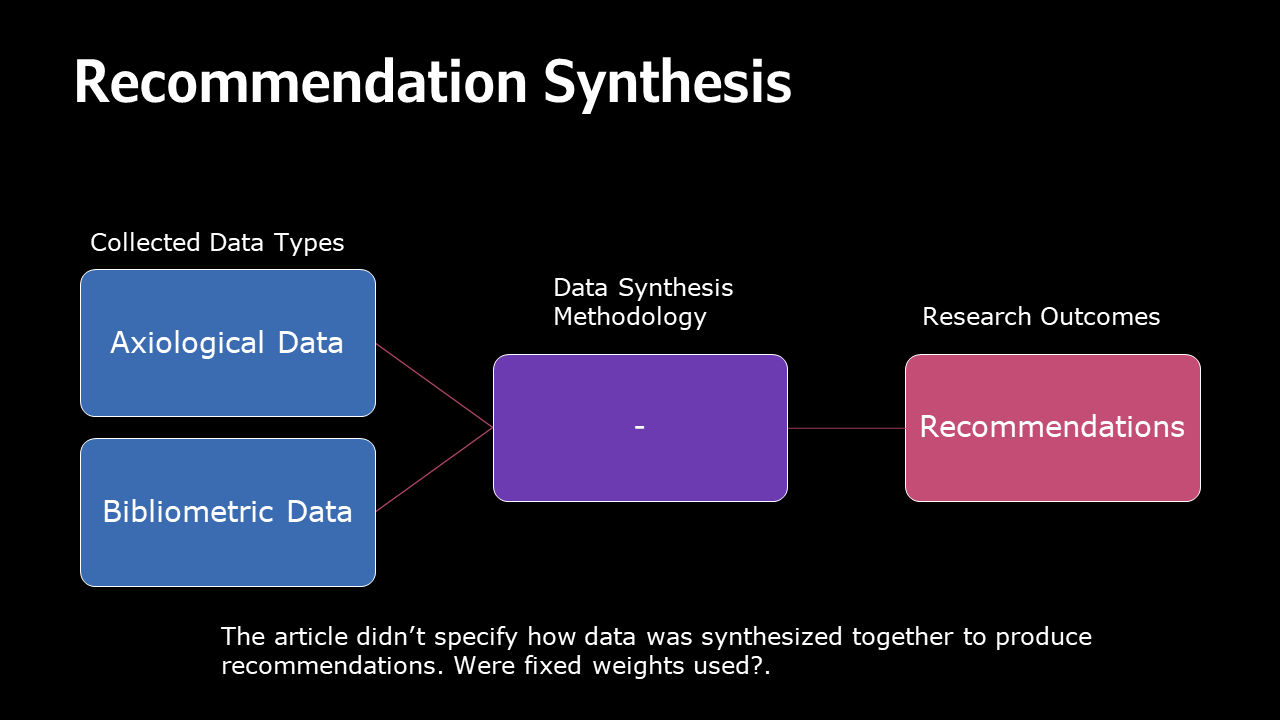 Recommendation Synthesis
Collected Data Types
Axiological Data
Bibliometric Data
Data Synthesis
Methodology
-
Research Outcomes
Recommendations
The article didn’t specify how data was synthesized together to produce
recommendations. Were fixed weights used?.